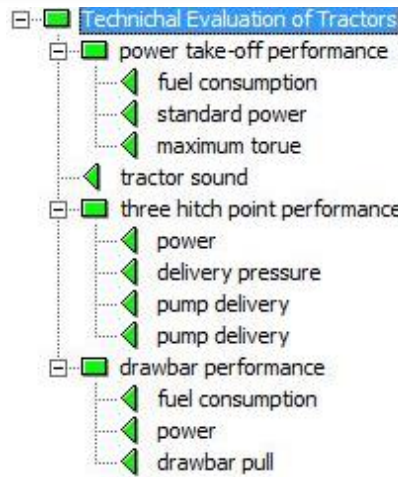 Technichal Evaluation of Tractors
power take-off performance
fuel consumption
standard power
maximum torue
tractor sound
three hitch point performance
power
delivery pressure
pump delivery
pump delivery
drawbar performance
fuel consumption
power
drawbar pull